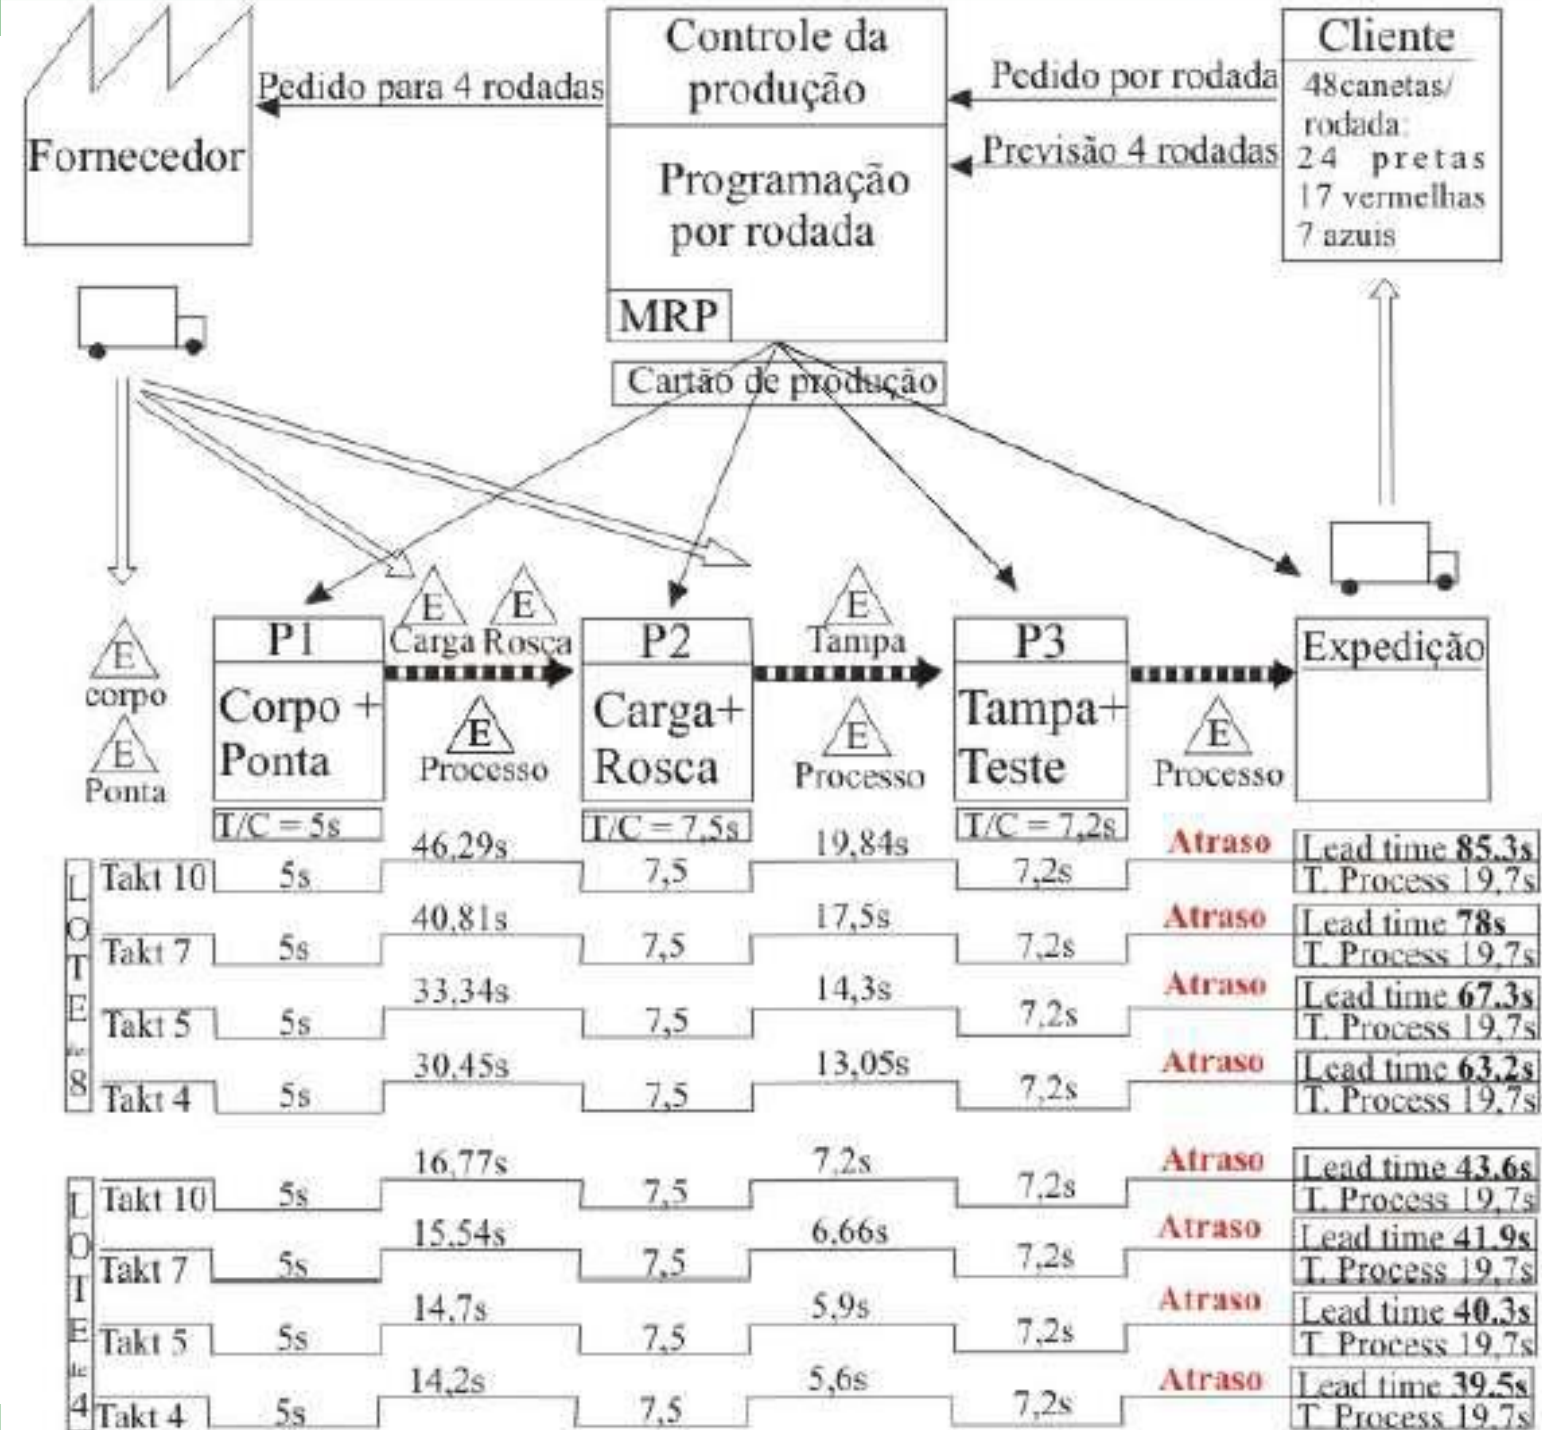 Controle da
produção
Programação
por rodada
MRP
Cartão de produção
Cliente
48canetas/
rodada:
24 pretas
17 vermelhas
7 azuis
Pedido por rodada
Previsão 4 rodadas
Pedido para 4 rodadas
Fornecedor
E
corpo
E
Ponta
P1
Corpo +
Ponta
T/C = 5s
E
Carga
E
Rosca
E
Processo
P2
Carga+
Rosca
T/C = 7,5s
E
Tampa
E
Processo
P3
Tampa+
Teste
T/C = 7,2s
E
Processo
Expedição
LOTE de 8
Takt 10 5s 46,29s 7,5 19,84s 7,2s Atraso Lead time 85.3s
T. Process 19,7s
Takt 7 5s 40,81s 7,5 17,5s 7,2s Atraso Lead time 78s
T. Process 19,7s
Takt 5 5s 33,34s 7,5 14,3s 7,2s Atraso Lead time 67.3s
T. Process 19,7s
Takt 4 5s 30,45s 7,5 13,05s 7,2s Atraso Lead time 63.2s
T. Process 19,7s
LOTE de 4
Takt 10 5s 16,77s 7,5 7,2s 7,2s Atraso Lead time 43.6s
T. Process 19,7s
Takt 7 5s 15,54s 7,5 6,66s 7,2s Atraso Lead time 41.9s
T. Process 19,7s
Takt 5 5s 14,7s 7,5 5,9s 7,2s Atraso Lead time 40.3s
T. Process 19,7s
Takt 4 5s 14,2s 7,5 5,6s 7,2s Atraso Lead time 39.5s
T. Process 19,7s